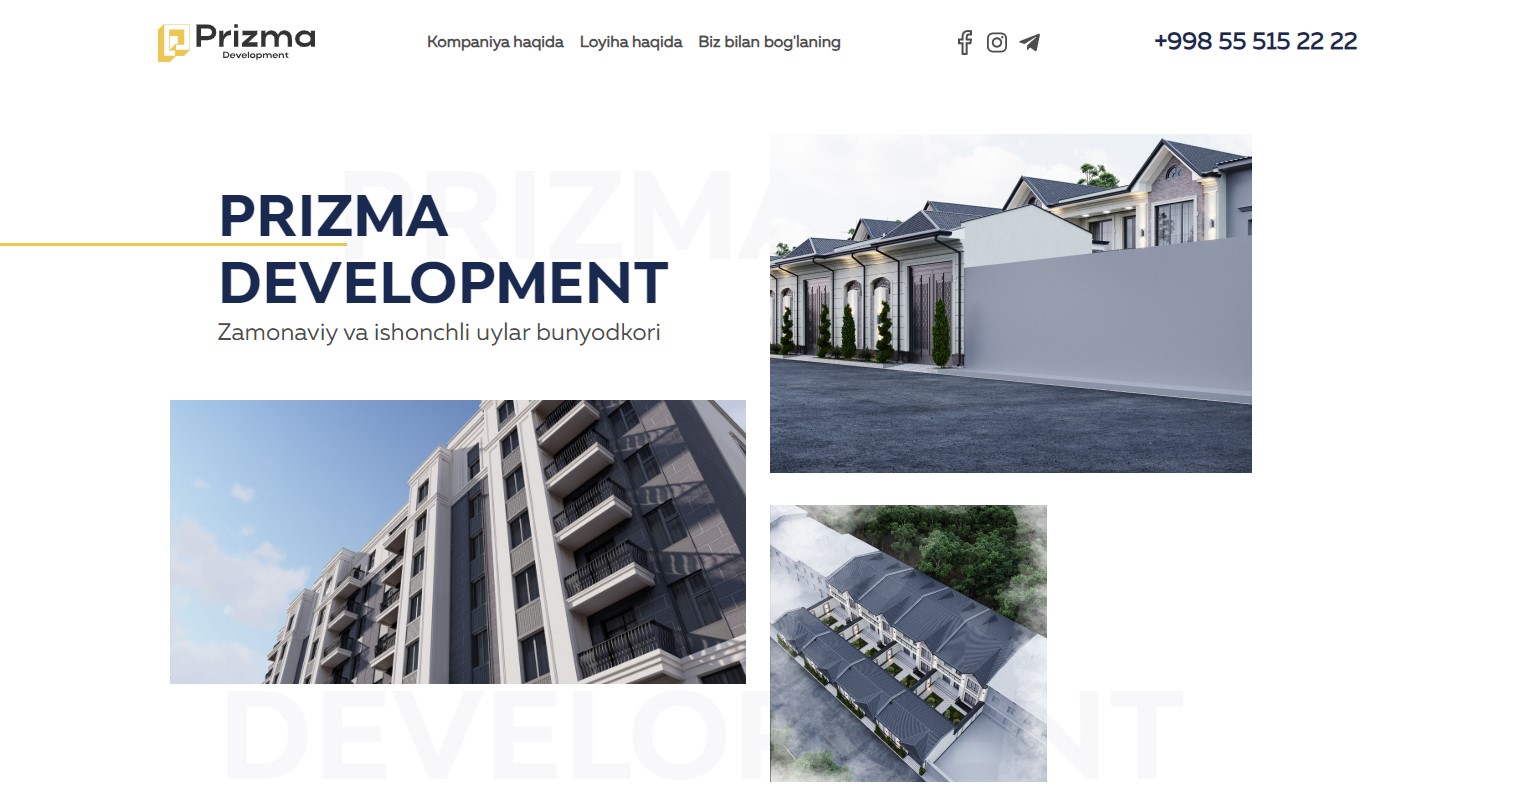 Prizma
Development
Kompaniya haqida Loyiha haqida Biz bilan bog'laning
+998 55 515 22 22
PRIZMA
PRIZMA
DEVELOPMENT
Zamonaviy va ishonchli uylar bunyodkori
DEVELOPMENT